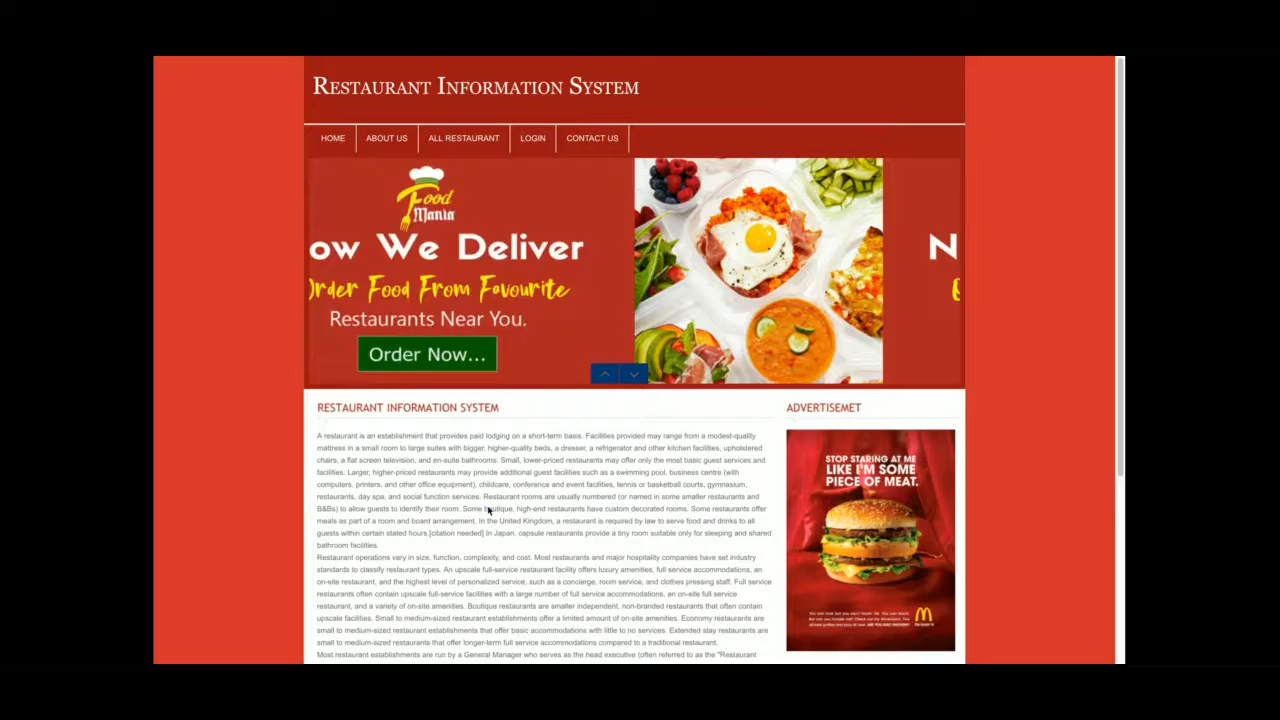 Restaurant Information System
HOME ABOUT US ALL RESTAURANT LOGIN CONTACT US
Food
Mania
ow We Deliver
Order Food From Favourite
Restaurants Near You.
Order Now...
N
RESTAURANT INFORMATION SYSTEM
A restaurant is an establishment that provides paid lodging on a short-term basis. Facilities provided may range from a modest-quality
mattress in a small room to large suites with bigger, higher-quality beds, a dresser, a refrigerator and other kitchen facilities, upholstered
chairs, a flat screen television, and en-suite bathrooms. Small, lower-priced restaurants may offer only the most basic guest services and
facilities. Larger, higher-priced restaurants may provide additional guest facilities such as a swimming pool, business centre (with
computers, printers, and other office equipment), childcare, conference and event facilities, tennis or basketball courts, gymnasium,
restaurants, day spa, and social function services. Restaurant rooms are usually numbered (or named in some smaller restaurants and
B&Bs) to allow guests to identify their room. Some boutique, high-end restaurants have custom decorated rooms. Some restaurants offer
meals as part of a room and board arrangement. In the United Kingdom, a restaurant is required by law to serve food and drinks to all
guests within certain stated hours.[citation needed] In Japan, capsule restaurants provide a tiny room suitable only for sleeping and shared
bathroom facilities.
Restaurant operations vary in size, function, complexity, and cost. Most restaurants and major hospitality companies have set industry
standards to classify restaurant types. An upscale full-service restaurant facility offers luxury amenities, full service accommodations, an
on-site restaurant, and the highest level of personalized service, such as a concierge, room service, and clothes pressing staff. Full service
restaurants often contain upscale full-service facilities with a large number of full service accommodations, an on-site full service
restaurant, and a variety of on-site amenities. Boutique restaurants are smaller independent, non-branded restaurants that often contain
upscale facilities. Small to medium-sized restaurant establishments offer a limited amount of on-site amenities. Economy restaurants are
small to medium-sized restaurant establishments that offer basic accommodations with little to no services. Extended stay restaurants are
small to medium-sized restaurants that offer longer-term full service accommodations compared to a traditional restaurant.
Most restaurant establishments are run by a General Manager who serves as the head executive (often referred to as the "Restaurant
ADVERTISEMET
STOP STARING AT ME
LIKE I'M SOME
PIECE OF MEAT.